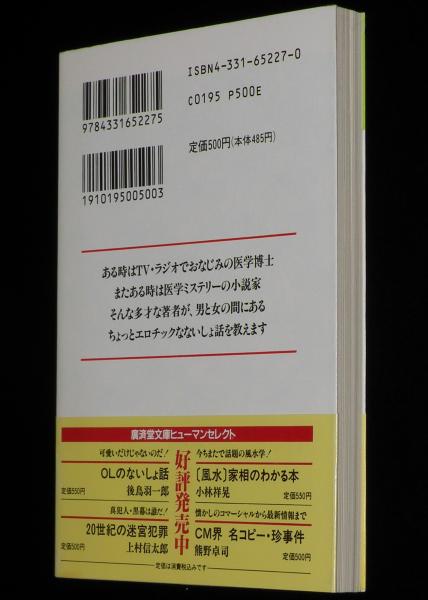 ISBN4-331-65227-0
C0195 P500E
9784331652275
定価500円(本体485円)
1910195005003
ある時はTV・ラジオでおなじみの医学博士
またある時は医学ミステリーの小説家
そんな多才な著者が、男と女の間にある
ちょっとエロチックなないしょ話を教えます
廣済堂文庫ヒューマンセレクト
可愛いだけじゃないのだ!
OLのないしょ話
定価550円
後鳥羽一郎
真犯人・黒幕は誰だ!
20世紀の迷宮犯罪
定価500円
上村信太郎
好評発売中
今ちまたで話題の風水学!
〔風水〕家相のわかる本
小林祥晃
定価550円
懐かしのコマーシャルから最新情報まで
CM界 名コピー・珍事件
熊野卓司
定価500円
定価は消費税込みです